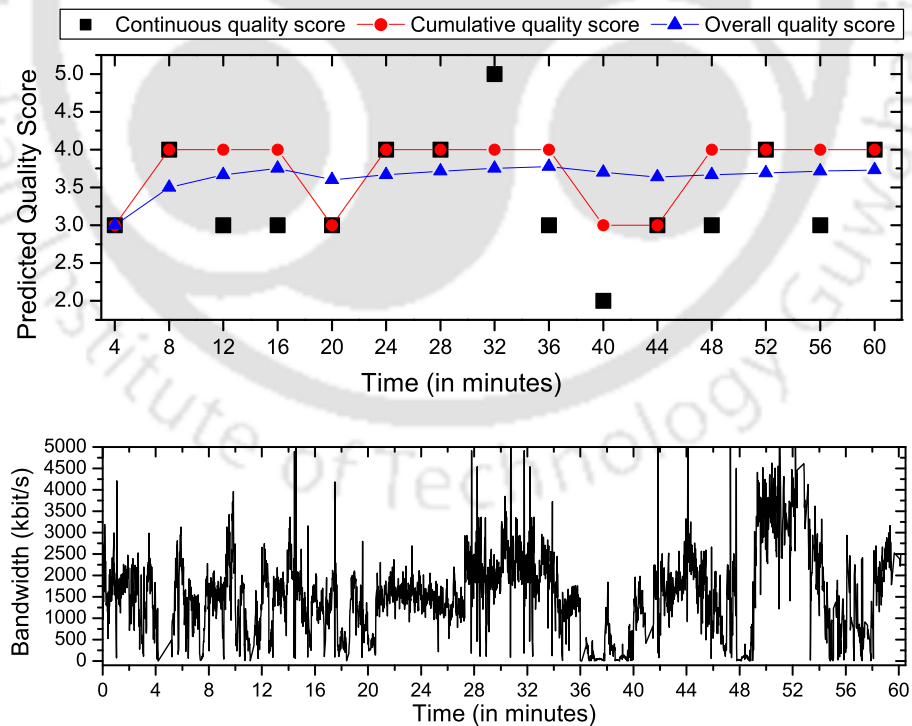 Continuous quality score Cumulative quality score Overall quality score
5.0
4.5
4.0
3.5
3.0
2.5
2.0
Predicted Quality Score
4 8 12 16 20 24 28 32 36 40 44 48 52 56 60
Time (in minutes)
Institute of Technology Guwahati
5000
4500
4000
3500
3000
2500
2000
1500
1000
500
0
Bandwidth (kbit/s)
0 4 8 12 16 20 24 28 32 36 40 44 48 52 56 60
Time (in minutes)